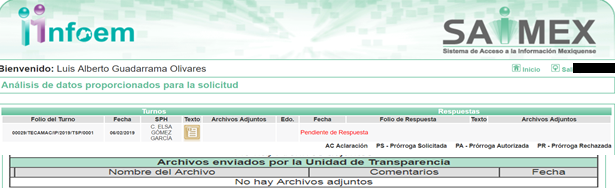 infoem
SAIMEX
Sistema de Acceso a la Información Mexiquense
Bienvenido: Luis Alberto Guadarrama Olivares
Inicio Sal
Análisis de datos proporcionados para la solicitud
Turnos Respuestas
Folio del Turno Fecha SPH Texto Archivos Adjuntos Edo. Fecha Folio de Respuesta Texto Archivos Adjuntos
00029/TECAMAC/IP/2019/TSP/0001 06/02/2019 C. ELSA GÓMEZ GARCÍA Pendiente de Respuesta
AC Aclaración PS - Prórroga Solicitada PA - Prórroga Autorizada PR - Prórroga Rechazada
Archivos enviados por la Unidad de Transparencia
Nombre del Archivo Comentarios Fecha
No hay Archivos adjuntos